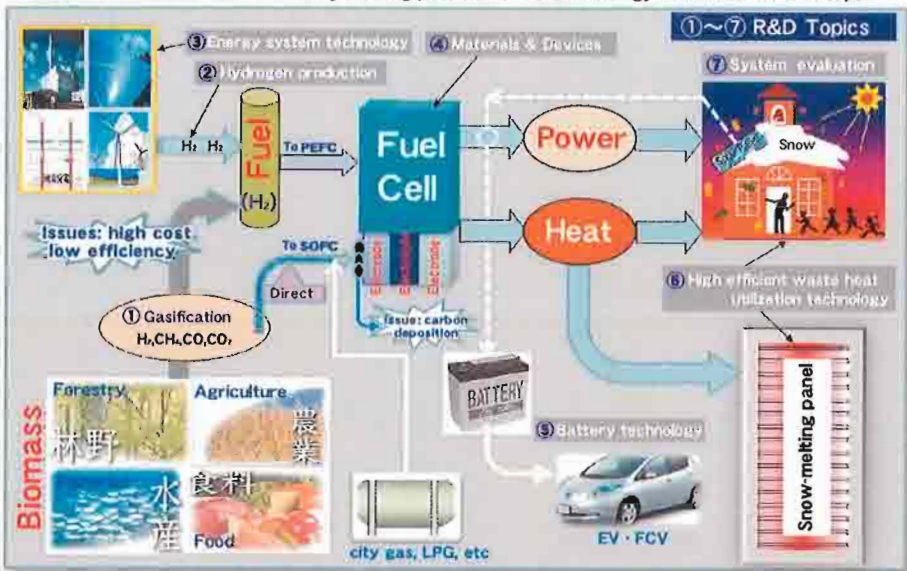 ①~⑦ R&D Topics
③ Energy system technology
④ Materials & Devices
② Hydrogen production
⑦ System evaluation
H₂ H₂
Fuel
(H₂)
To PEFC
Fuel
Cell
Power
Snow
Issues: high cost
low efficiency
To SOFC
Direct
Heat
Electrode
Electrode
① Gasification
H₂,CH₄,CO,CO₂
Issue: carbon
deposition
⑥ High efficient waste heat
utilization technology
Biomass
Forestry
林野
Agriculture
農業
水産
食料
Food
BATTERY
⑤ Battery technology
EV・FCV
city gas, LPG, etc
Snow-melting panel